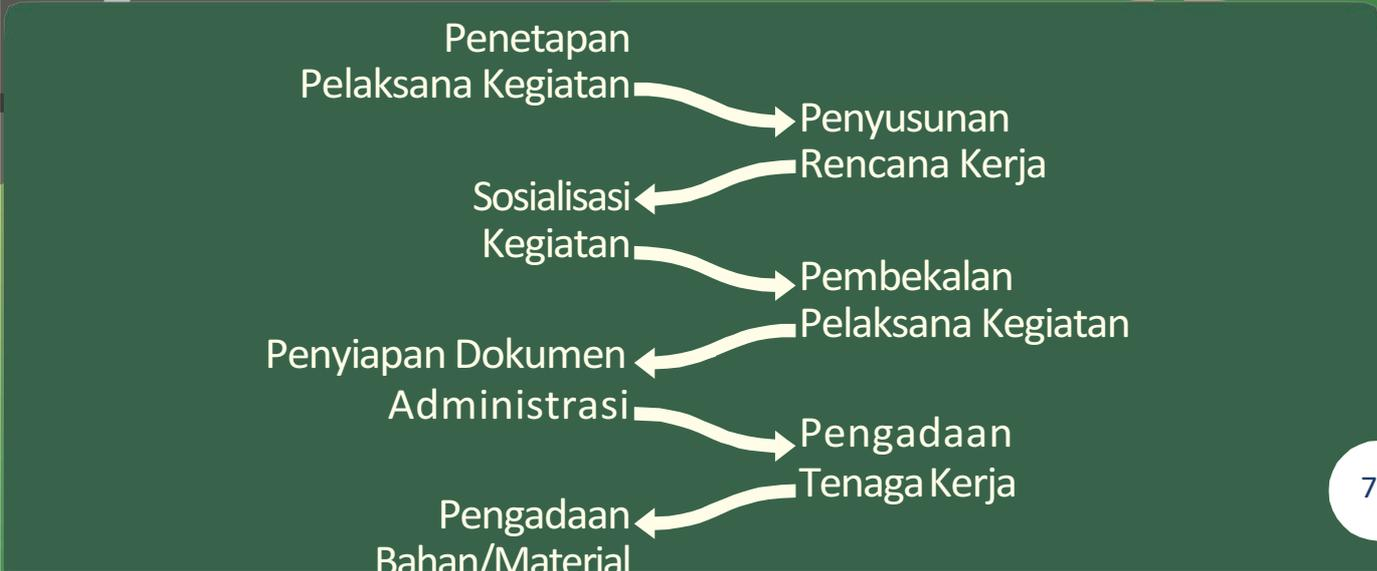 Penetapan
Pelaksana Kegiatan
Penyusunan
Rencana Kerja
Sosialisasi
Kegiatan
Pembekalan
Pelaksana Kegiatan
Penyiapan Dokumen
Administrasi
Pengadaan
Tenaga Kerja
Pengadaan
Bahan/Material
7